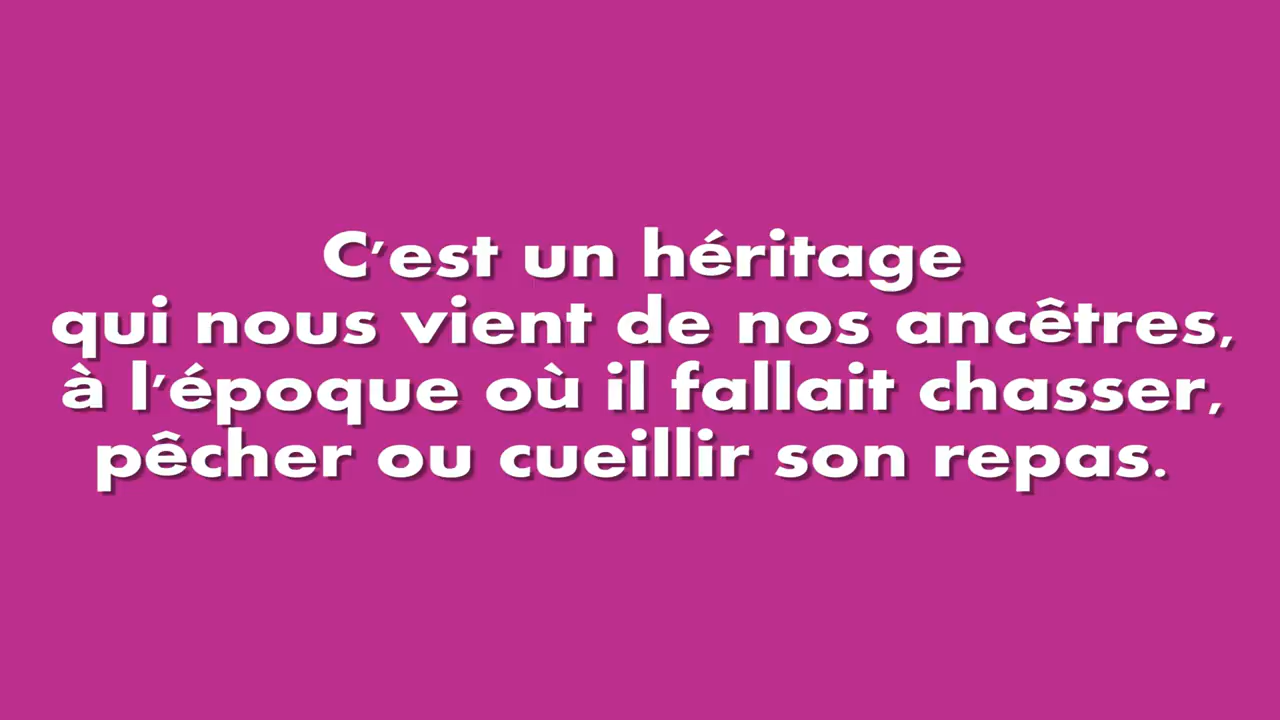 C'est un héritage
qui nous vient de nos ancêtres,
à l'époque où il fallait chasser,
pêcher ou cueillir son repas.